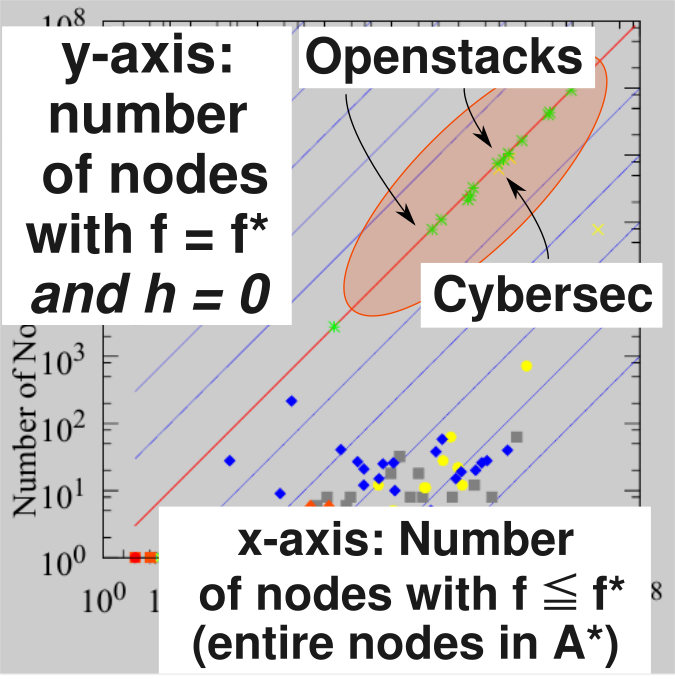 10^8
y-axis:
number
of nodes
with f = f*
and h = 0
Openstacks
Cybersec
Number of No
10^3
10^2
10^1
10^0
10^0
1
8
x-axis: Number
of nodes with f ≦ f*
(entire nodes in A*)